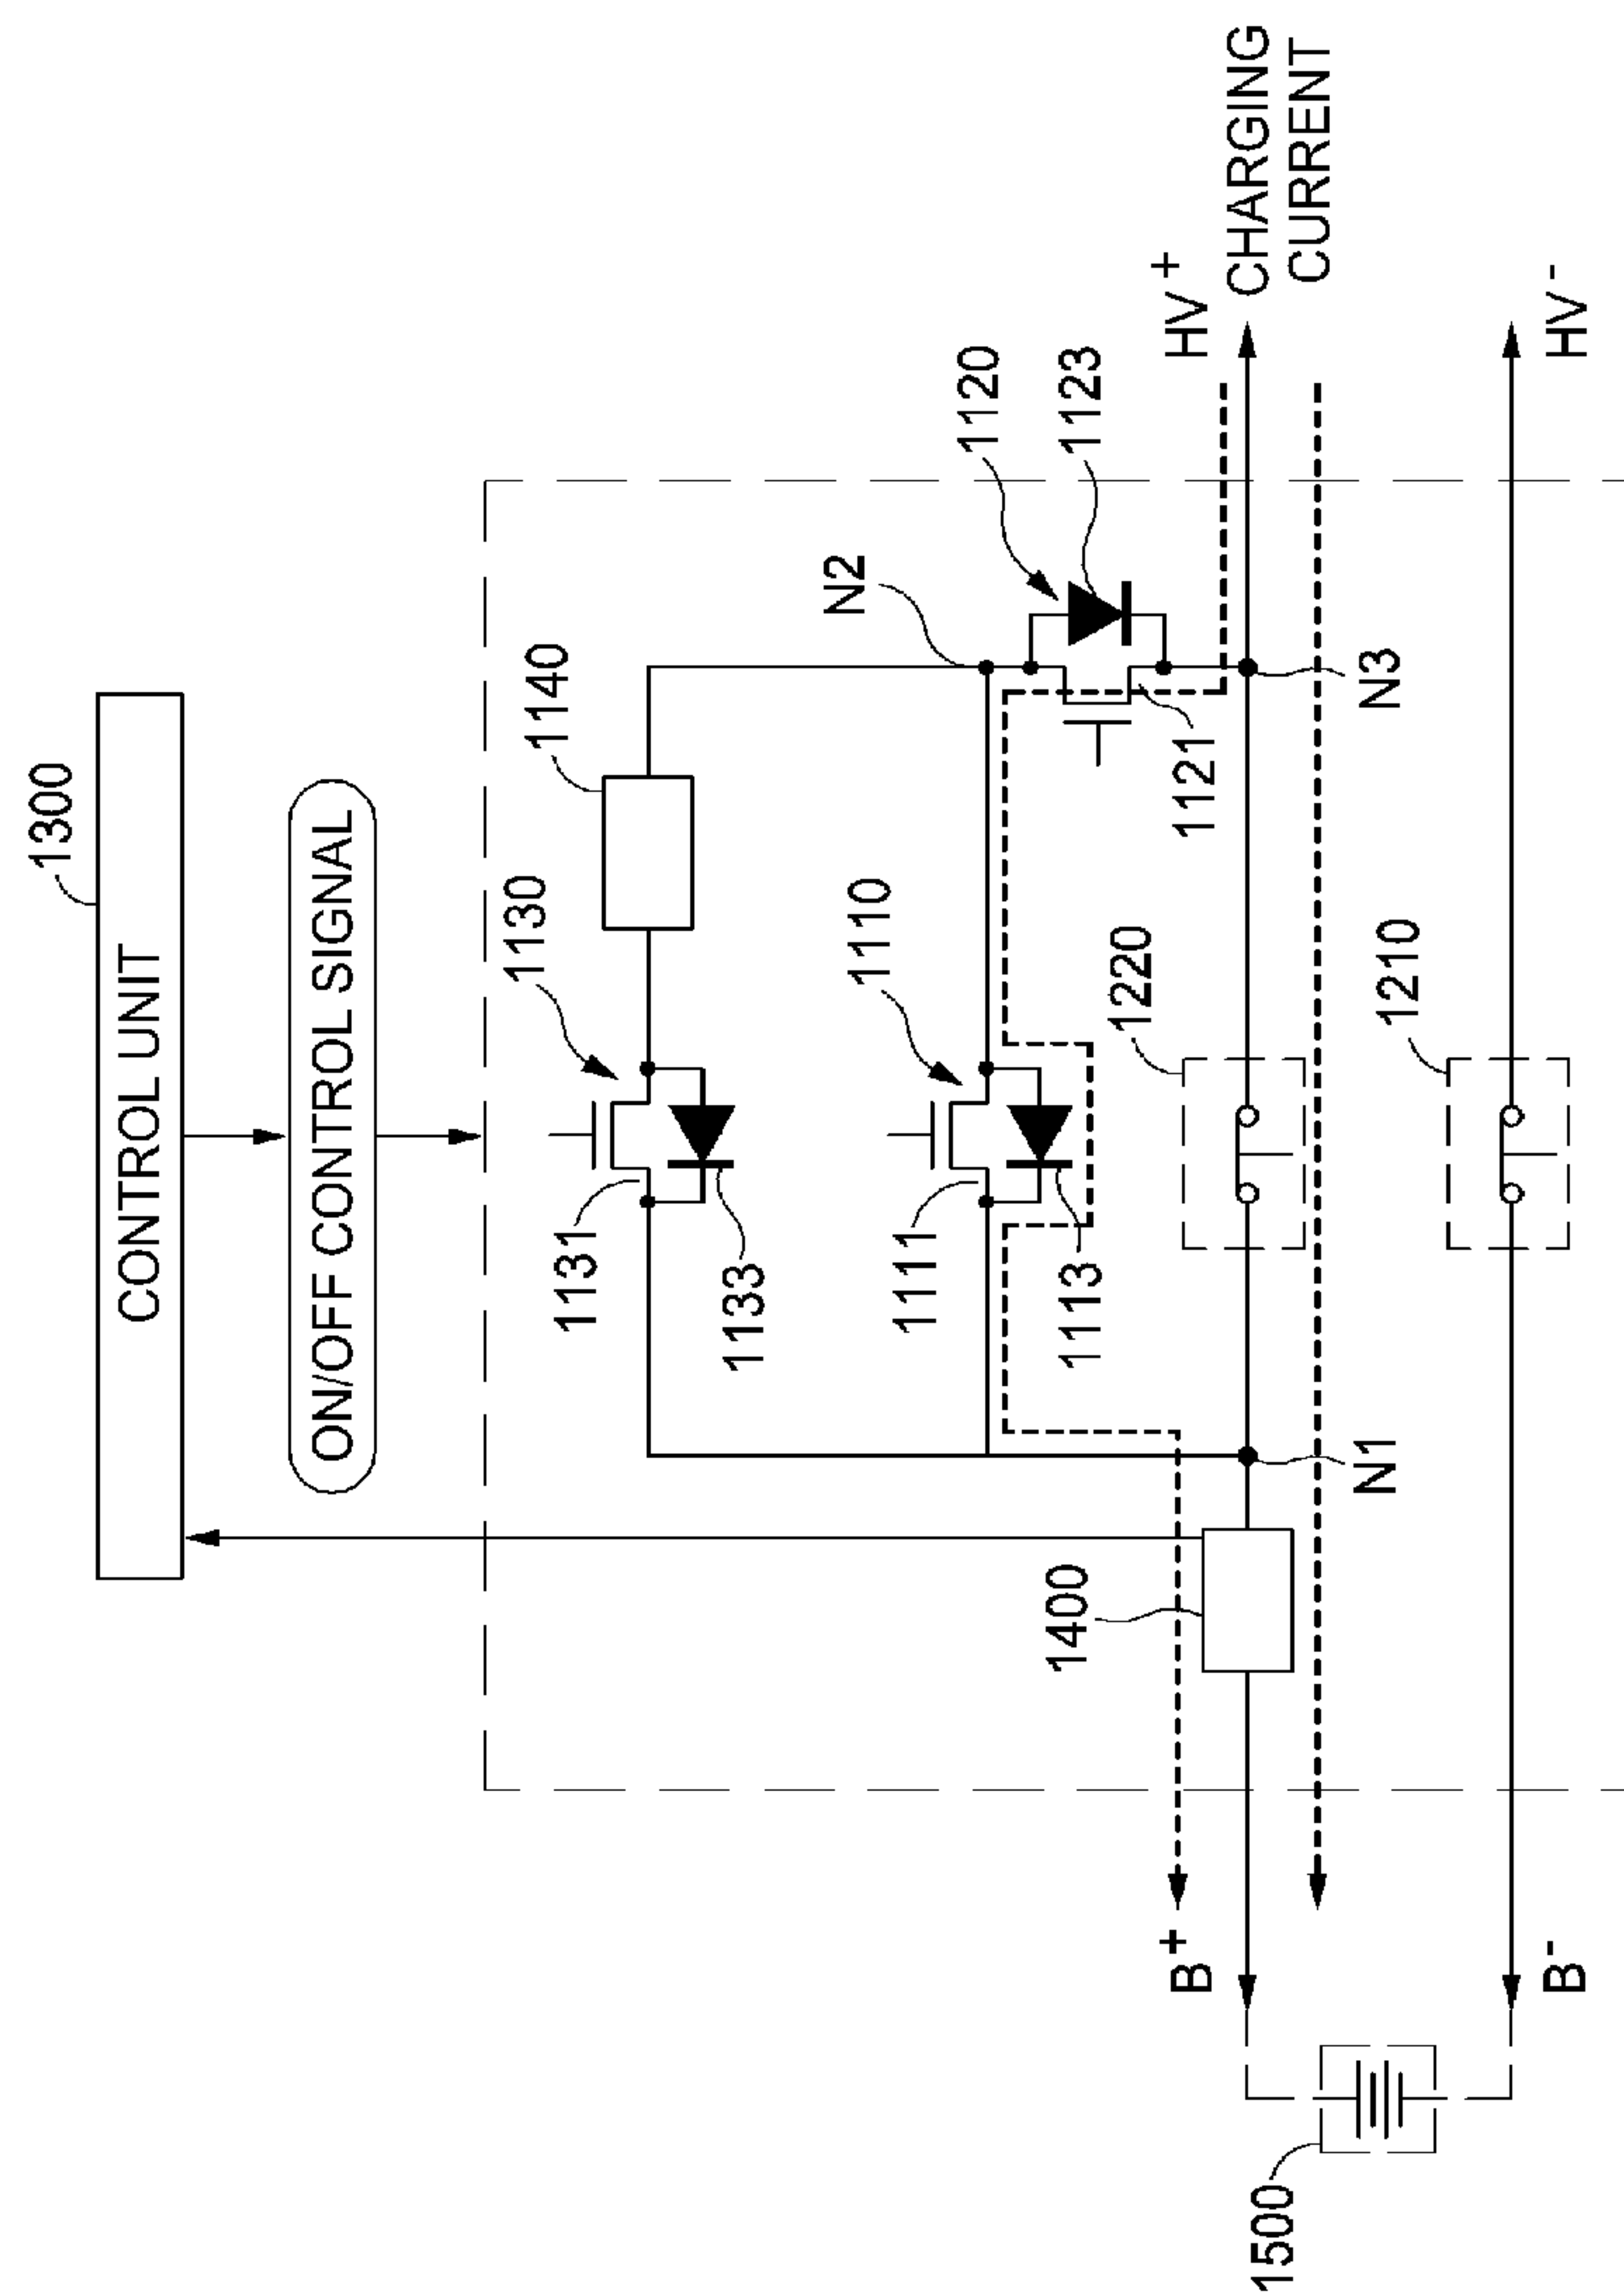 1300
CONTROL UNIT
ON/OFF CONTROL SIGNAL
1130
1140
1131
1133
N2
1110
1120
1111
1113
1123
1121
1400
1220
HV+
B+
CHARGING
CURRENT
N1
N3
1210
1500
B-
HV-